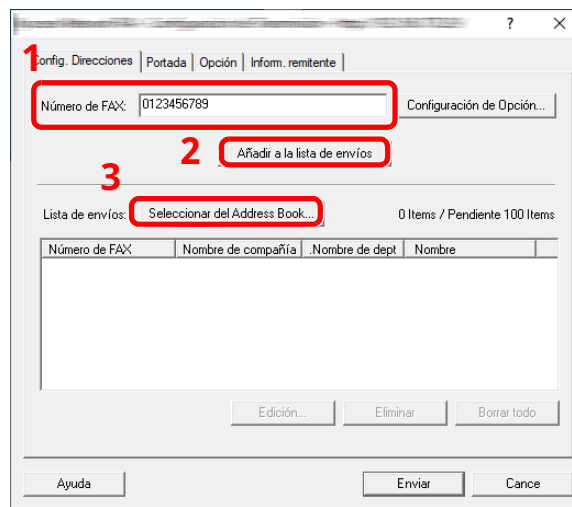 ? ×
1
Config. Direcciones Portada Opción Inform. remitente
Número de FAX: 0123456789 Configuración de Opción...
2 Añadir a la lista de envíos
3
Lista de envíos: Seleccionar del Address Book... 0 Items / Pendiente 100 Items
Número de FAX Nombre de compañía .Nombre de dept Nombre
Edición... Eliminar Borrar todo
Ayuda Enviar Cance